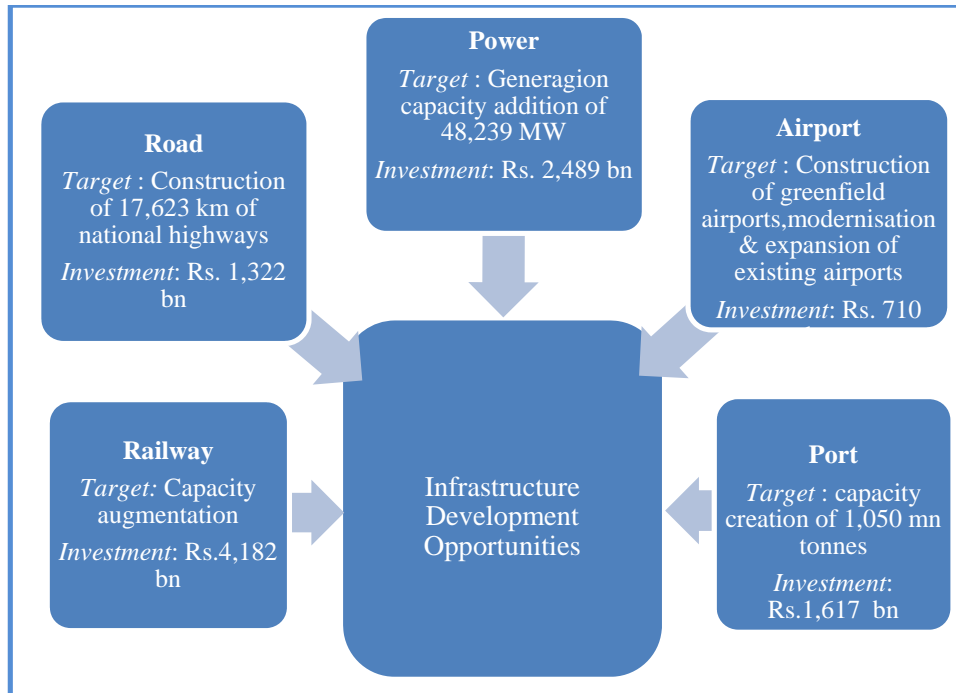 Power
Target : Generagion
capacity addition of
48,239 MW
Investment: Rs. 2,489 bn
Road
Target : Construction
of 17,623 km of
national highways
Investment: Rs. 1,322
bn
Airport
Target : Construction
of greenfield
airports,modernisation
& expansion of
existing airports
Investment: Rs. 710
Railway
Target: Capacity
augmentation
Investment: Rs.4,182
bn
Infrastructure
Development
Opportunities
Port
Target : capacity
creation of 1,050 mn
tonnes
Investment:
Rs.1,617 bn